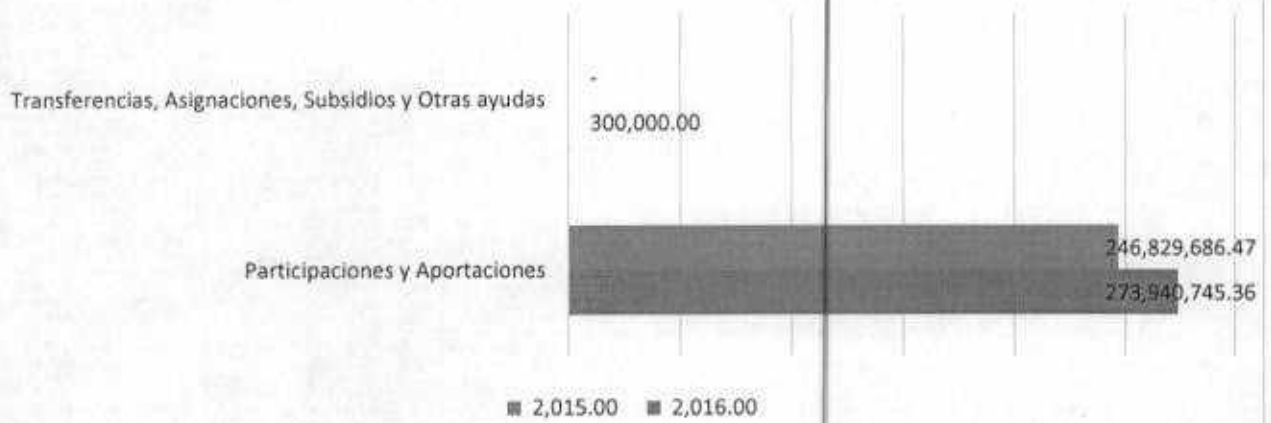 -
Transferencias, Asignaciones, Subsidios y Otras ayudas
300,000.00
246,829,686.47
Participaciones y Aportaciones
273,940,745.36
2,015.00 2,016.00